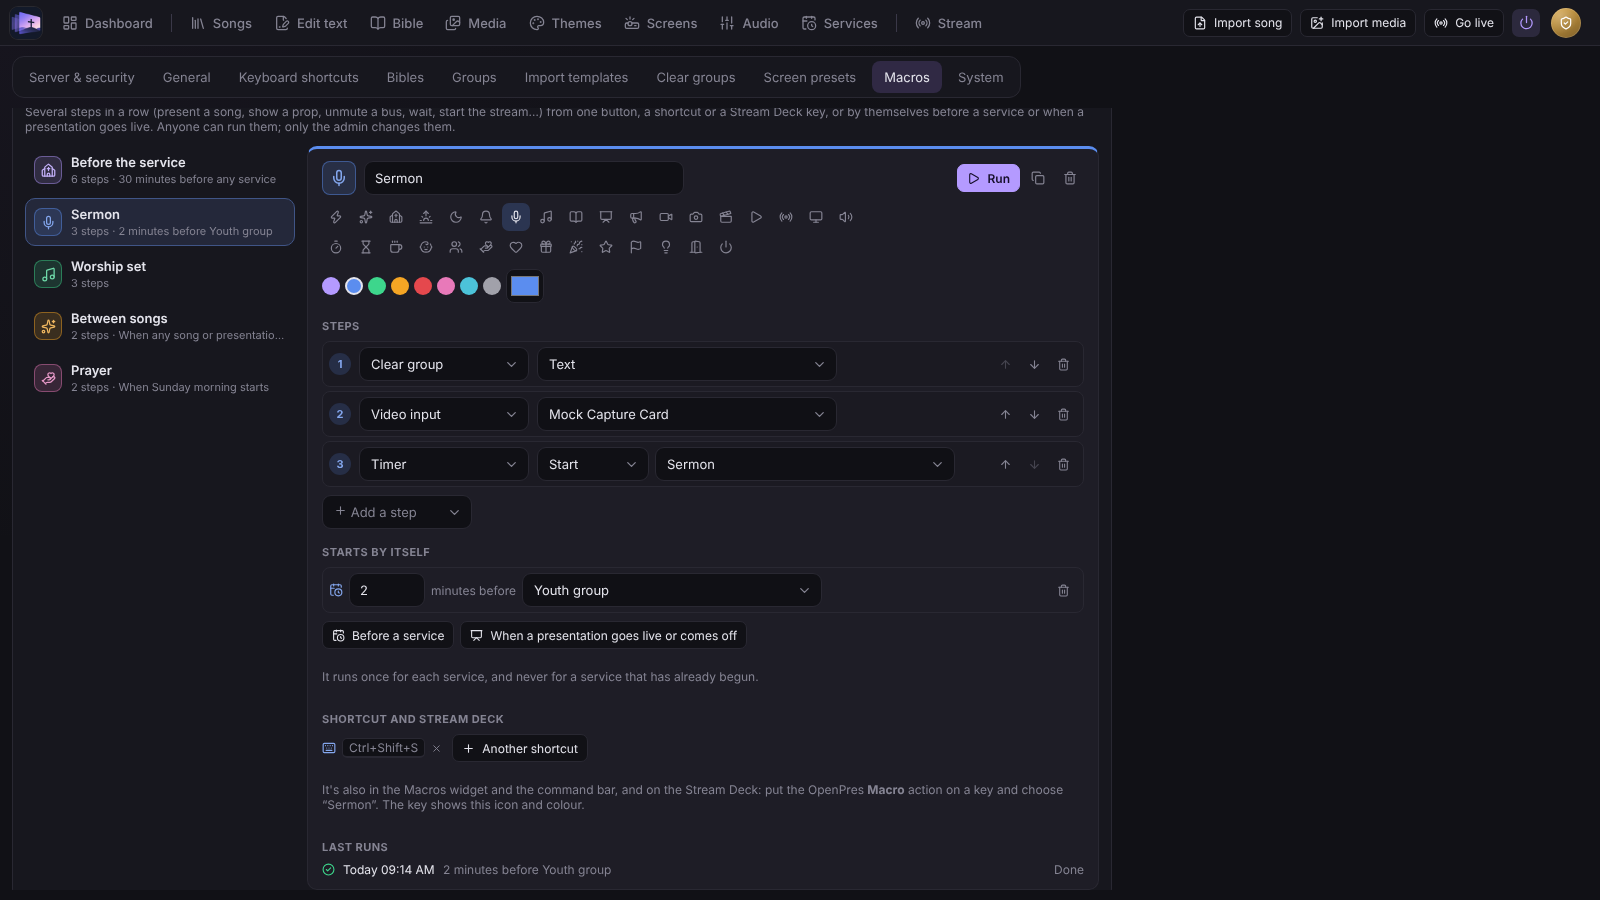 Dashboard
Songs
Edit text
Bible
Media
Themes
Screens
Audio
Services
Stream
Import song
Import media
Go live
Server & security
General
Keyboard shortcuts
Bibles
Groups
Import templates
Clear groups
Screen presets
Macros
System
Several steps in a row (present a song, show a prop, unmute a bus, wait, start the stream…) from one button, a shortcut or a Stream Deck key, or by themselves before a service or when a
presentation goes live. Anyone can run them; only the admin changes them.
Before the service
6 steps · 30 minutes before any service
Sermon
3 steps · 2 minutes before Youth group
Worship set
3 steps
Between songs
2 steps · When any song or presentatio…
Prayer
2 steps · When Sunday morning starts
Sermon
Run
STEPS
1 Clear group Text
2 Video input Mock Capture Card
3 Timer Start Sermon
+ Add a step
STARTS BY ITSELF
2 minutes before Youth group
Before a service
When a presentation goes live or comes off
It runs once for each service, and never for a service that has already begun.
SHORTCUT AND STREAM DECK
Ctrl+Shift+S × + Another shortcut
It's also in the Macros widget and the command bar, and on the Stream Deck: put the OpenPres Macro action on a key and choose
“Sermon”. The key shows this icon and colour.
LAST RUNS
Today 09:14 AM 2 minutes before Youth group Done